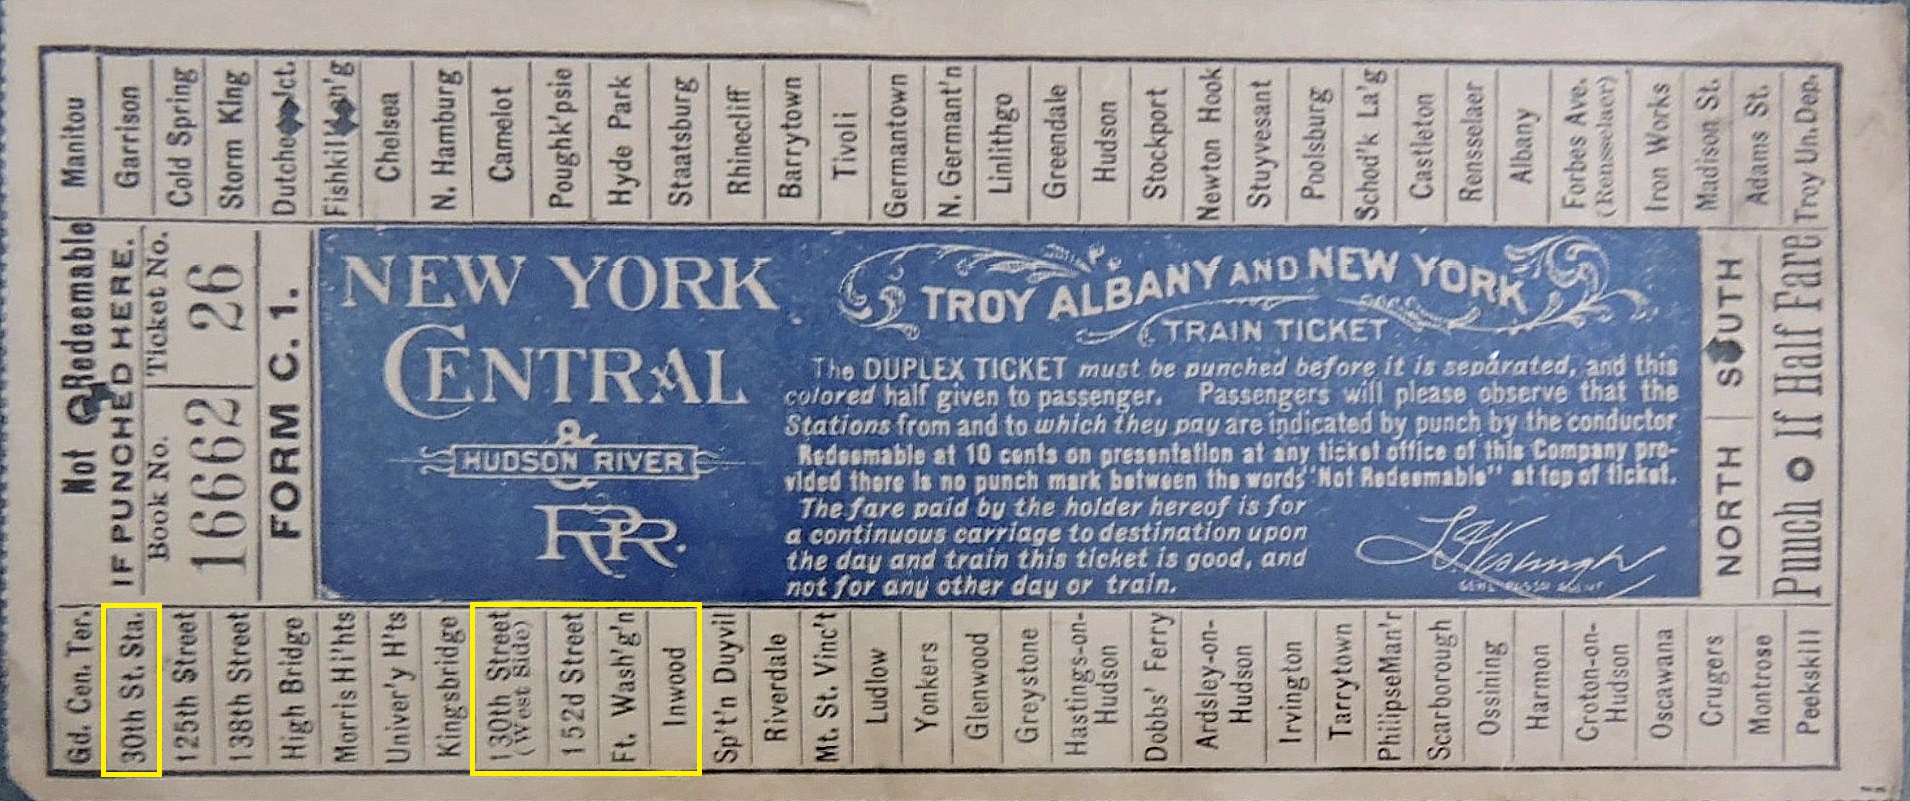 Manitou
Garrison
Cold Spring
Storm King
Dutche Jct.
Fishkil n'g
Chelsea
N. Hamburg
Camelot
Poughk'psie
Hyde Park
Staatsburg
Rhinecliff
Barrytown
Tivoli
Germantown
N. Germant'n
Linlithgo
Greendale
Hudson
Stockport
Newton Hook
Stuyvesant
Poolsburg
Schod'k La'g
Castleton
Rensselaer
Albany
Forbes Ave.
(Rensselaer)
Iron Works
Madison St.
Adams St.
Troy Un. Dep.
Not Redeemable
IF PUNCHED HERE.
Book No. Ticket No.
16662 26
FORM C. 1.
NEW YORK
CENTRAL
&
HUDSON RIVER
RR.
TROY ALBANY AND NEW YORK
TRAIN TICKET
The DUPLEX TICKET must be punched before it is separated, and this
colored half given to passenger. Passengers will please observe that the
Stations from and to which they pay are indicated by punch by the conductor
Redeemable at 10 cents on presentation at any ticket office of this Company pro-
vided there is no punch mark between the words "Not Redeemable" at top of ticket.
The fare paid by the holder hereof is for
a continuous carriage to destination upon
the day and train this ticket is good, and
not for any other day or train.
GENL PASSR AGENT
NORTH SOUTH
Punch O If Half Fare
Gd. Cen. Ter.
30th St. Sta.
125th Street
138th Street
High Bridge
Morris Hi'hts
Univer'y H'ts
Kingsbridge
130th Street
(West Side)
152d Street
Ft. Wash'g'n
Inwood
Sp't'n Duyvil
Riverdale
Mt. St. Vinc't
Ludlow
Yonkers
Glenwood
Greystone
Hastings-on-
Hudson
Dobbs' Ferry
Ardsley-on-
Hudson
Irvington
Tarrytown
PhilipseMan'r
Scarborough
Ossining
Harmon
Croton-on-
Hudson
Oscawana
Crugers
Montrose
Peekskill